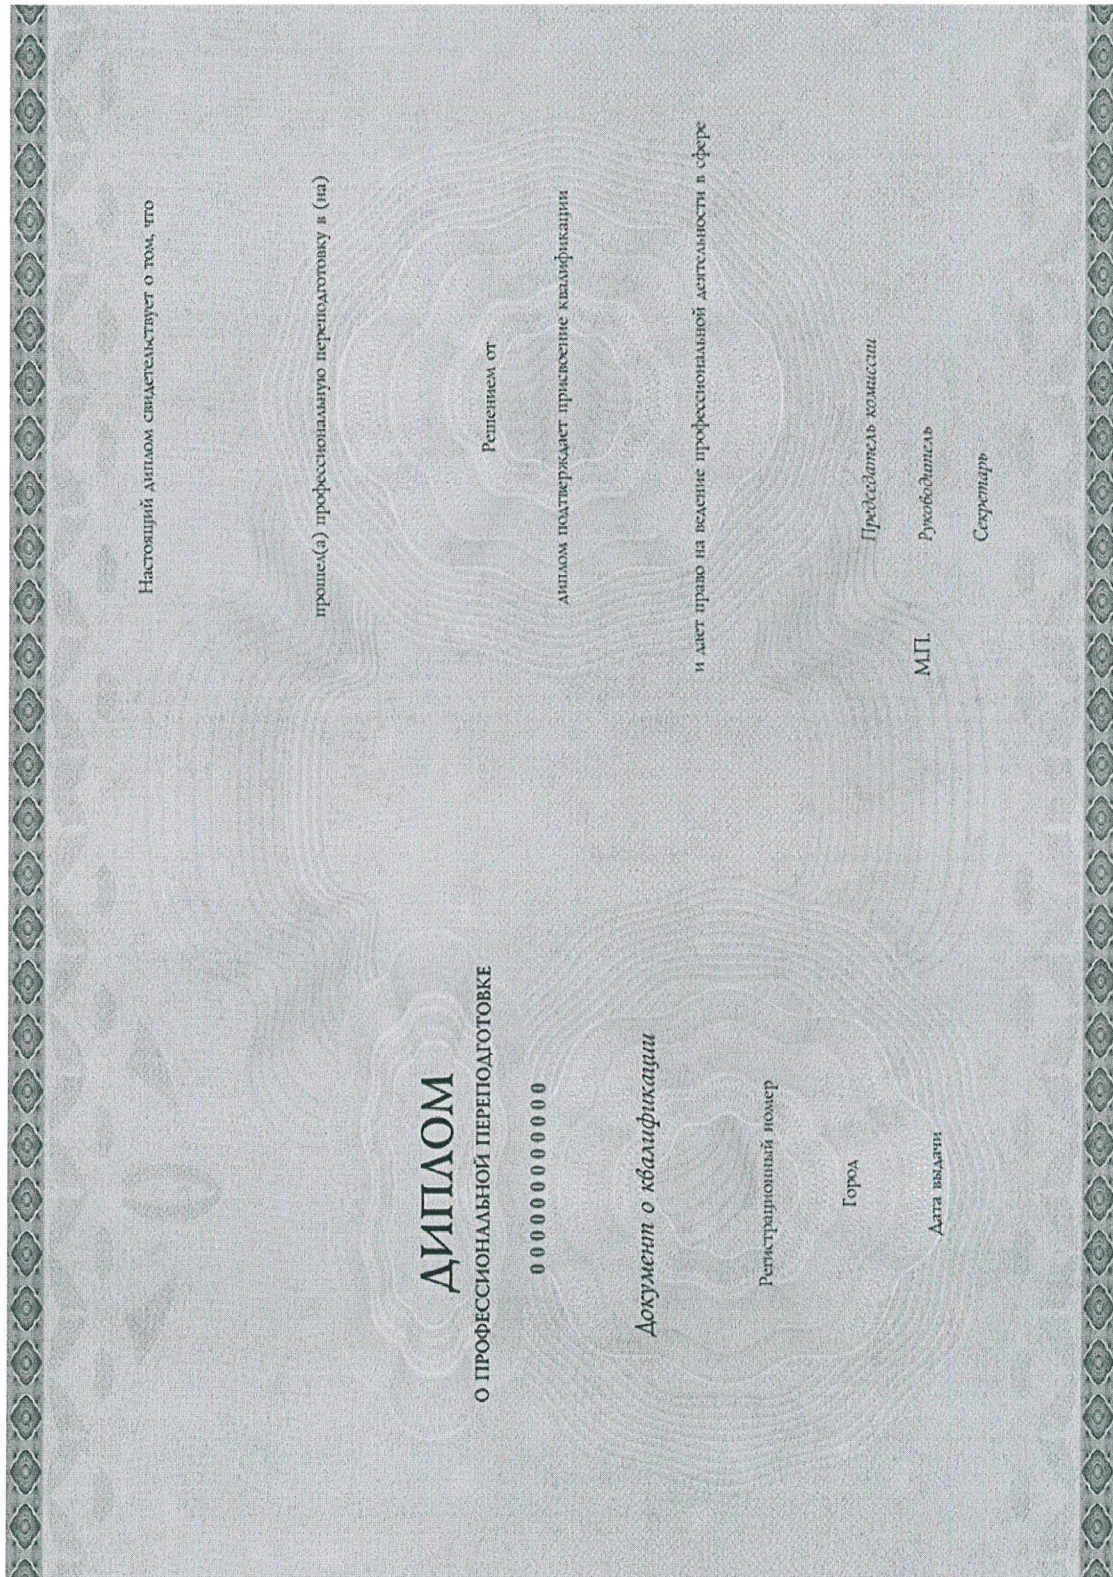 ДИПЛОМ
О ПРОФЕССИОНАЛЬНОЙ ПЕРЕПОДГОТОВКЕ
000000000000
Документ о квалификации
Регистрационный номер
Город
Дата выдачи
Настоящий диплом свидетельствует о том, что
прошел(а) профессиональную переподготовку в (на)
Решением от
диплом подтверждает присвоение квалификации
и дает право на ведение профессиональной деятельности в сфере
Председатель комиссии
М.П.
Руководитель
Секретарь